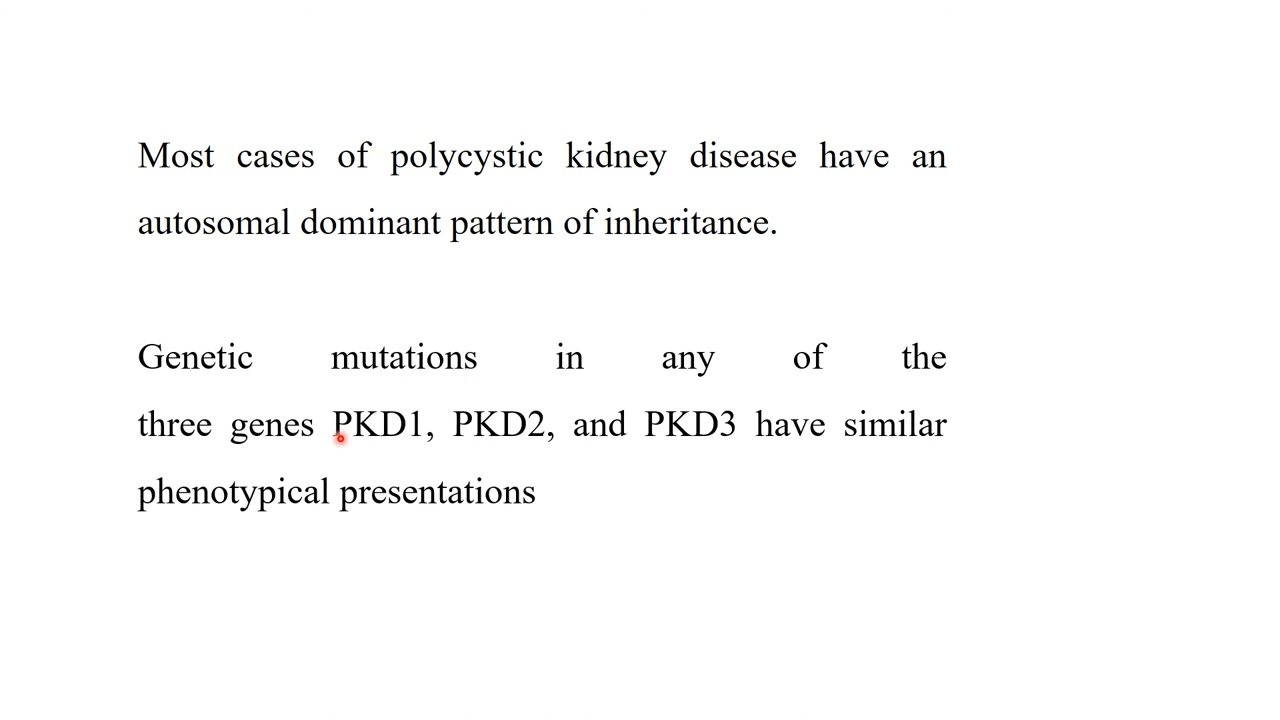 Most cases of polycystic kidney disease have an
autosomal dominant pattern of inheritance.
Genetic mutations in any of the
three genes PKD1, PKD2, and PKD3 have similar
phenotypical presentations